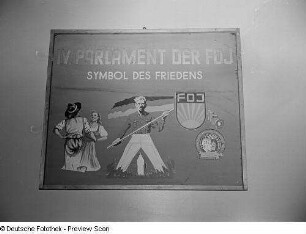 IV PARLAMENT DER FDJ
SYMBOL DES FRIEDENS
FDJ
©Deutsche Fotothek - Preview Scan